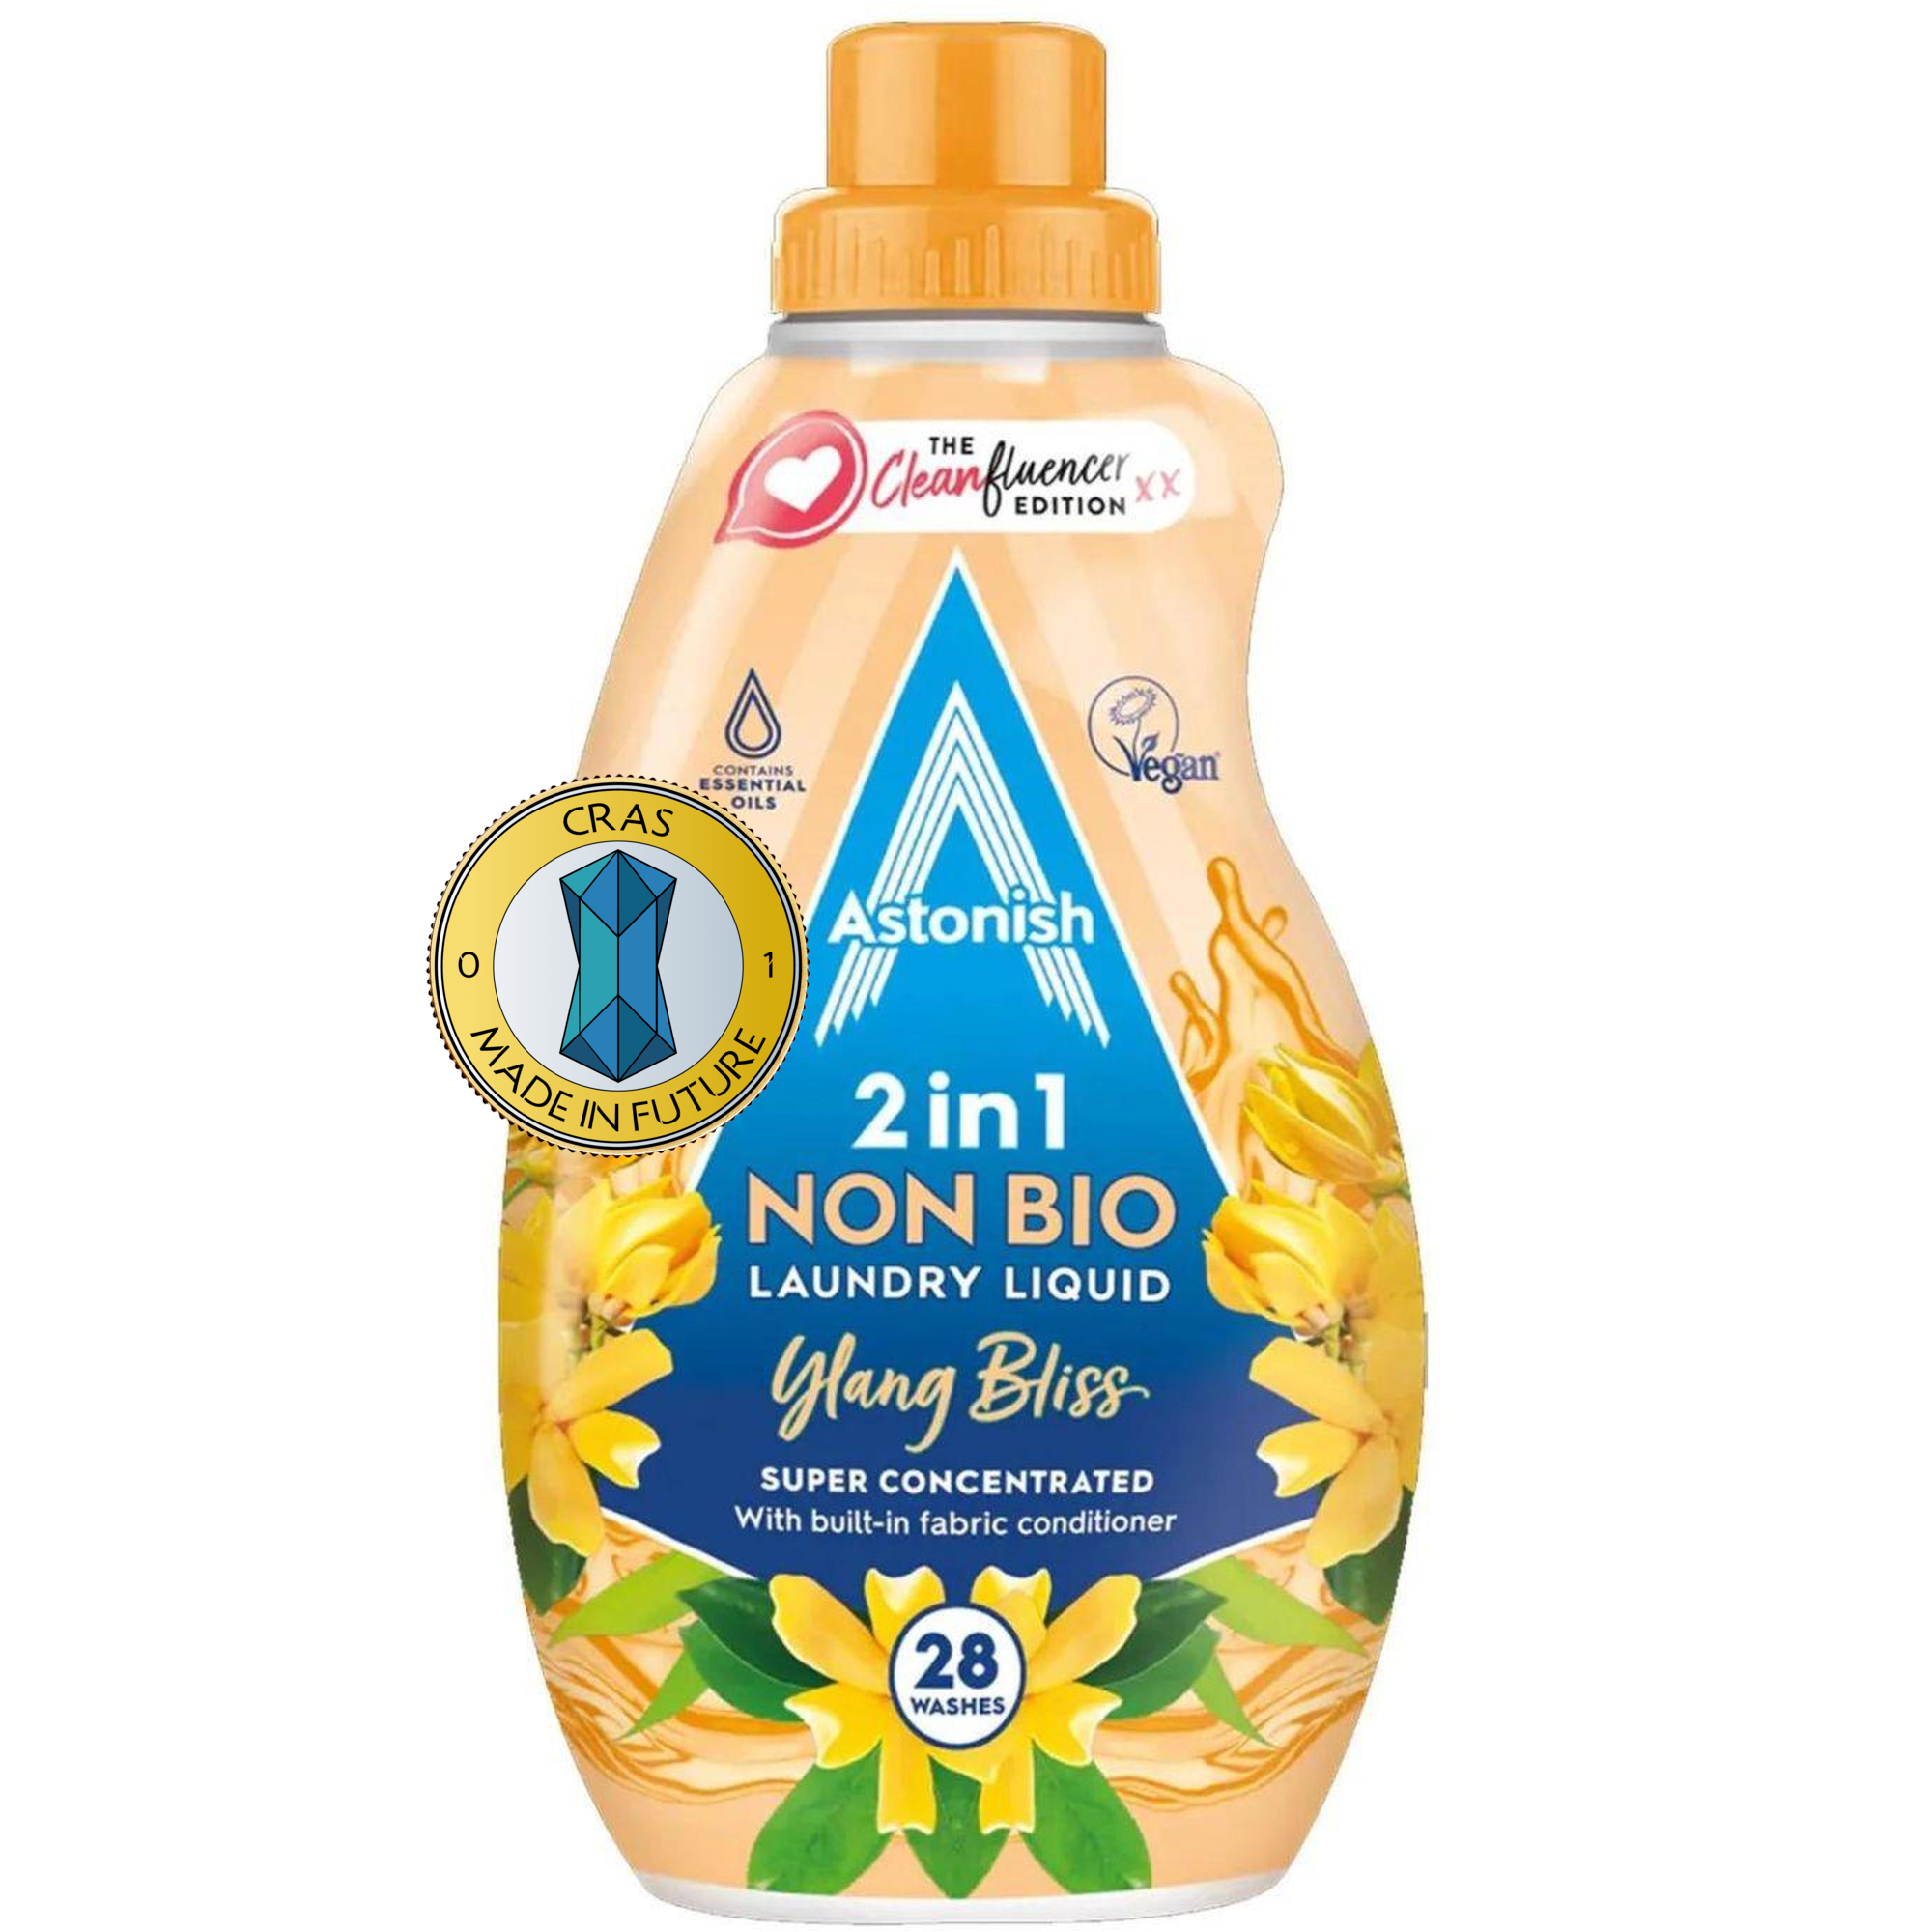 THE
Cleanfluencer xx
EDITION
CONTAINS
ESSENTIAL
OILS
Vegan
CRAS
0 1
MADE IN FUTURE
Astonish
2 in 1
NON BIO
LAUNDRY LIQUID
Ylang Bliss
SUPER CONCENTRATED
With built-in fabric conditioner
28
WASHES